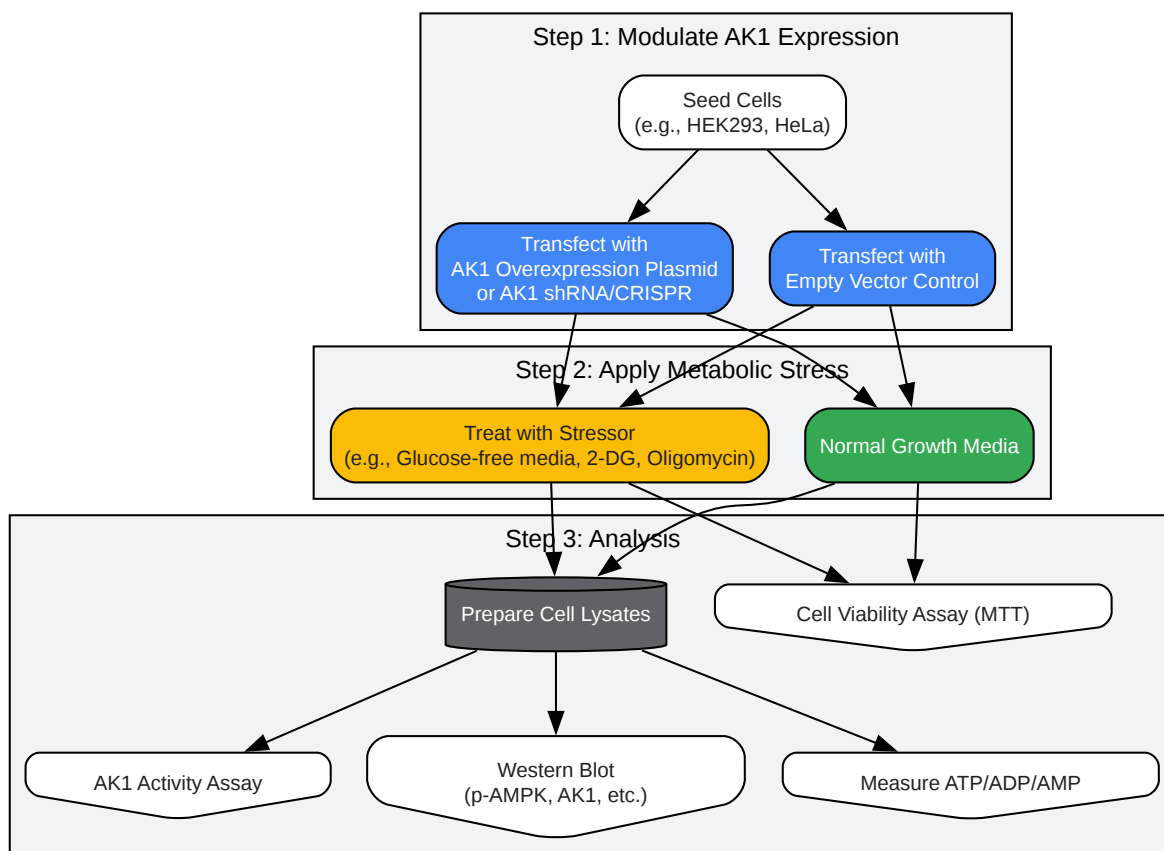 Step 1: Modulate AK1 Expression
Seed Cells
(e.g., HEK293, HeLa)
Transfect with
AK1 Overexpression Plasmid
or AK1 shRNA/CRISPR
Transfect with
Empty Vector Control
Step 2: Apply Metabolic Stress
Treat with Stressor
(e.g., Glucose-free media, 2-DG, Oligomycin)
Normal Growth Media
Step 3: Analysis
Prepare Cell Lysates
Cell Viability Assay (MTT)
AK1 Activity Assay
Western Blot
(p-AMPK, AK1, etc.)
Measure ATP/ADP/AMP